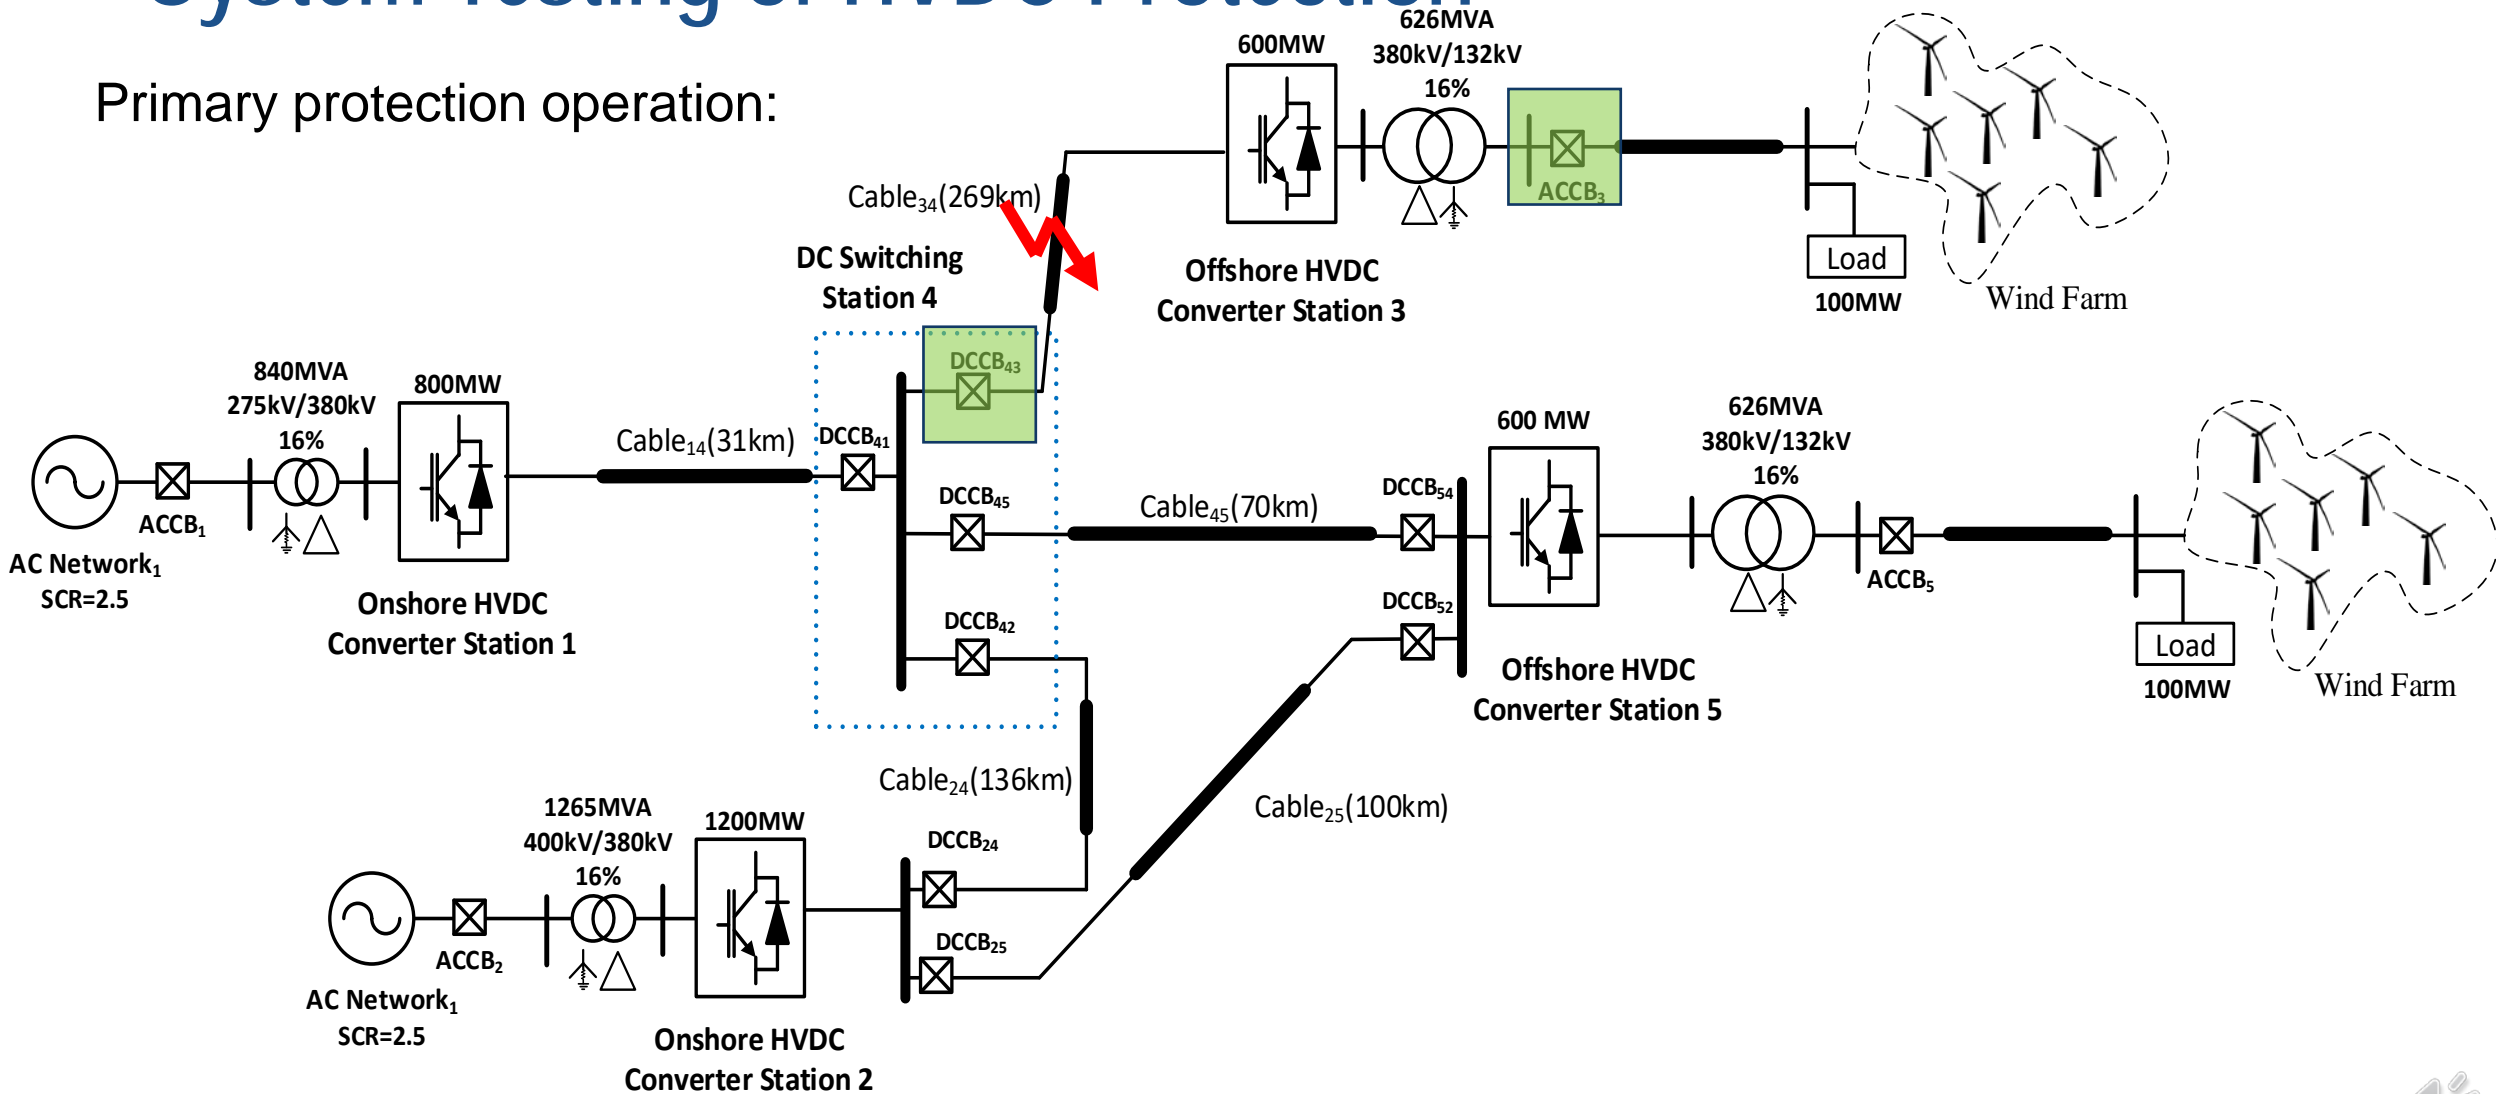 System Testing of HVDC Protection
Primary protection operation:
626MVA
380kV/132kV
16%
600MW
ACCB3
Load
100MW
Wind Farm
Offshore HVDC
Converter Station 3
Cable34(269km)
DC Switching
Station 4
DCCB43
DCCB41
DCCB45
DCCB42
840MVA
275kV/380kV
16%
800MW
Cable14(31km)
ACCB1
AC Network1
SCR=2.5
Onshore HVDC
Converter Station 1
Cable45(70km)
DCCB54
DCCB52
600 MW
626MVA
380kV/132kV
16%
ACCB5
Load
100MW
Wind Farm
Offshore HVDC
Converter Station 5
Cable24(136km)
Cable25(100km)
1265MVA
400kV/380kV
16%
1200MW
DCCB24
DCCB25
ACCB2
AC Network1
SCR=2.5
Onshore HVDC
Converter Station 2